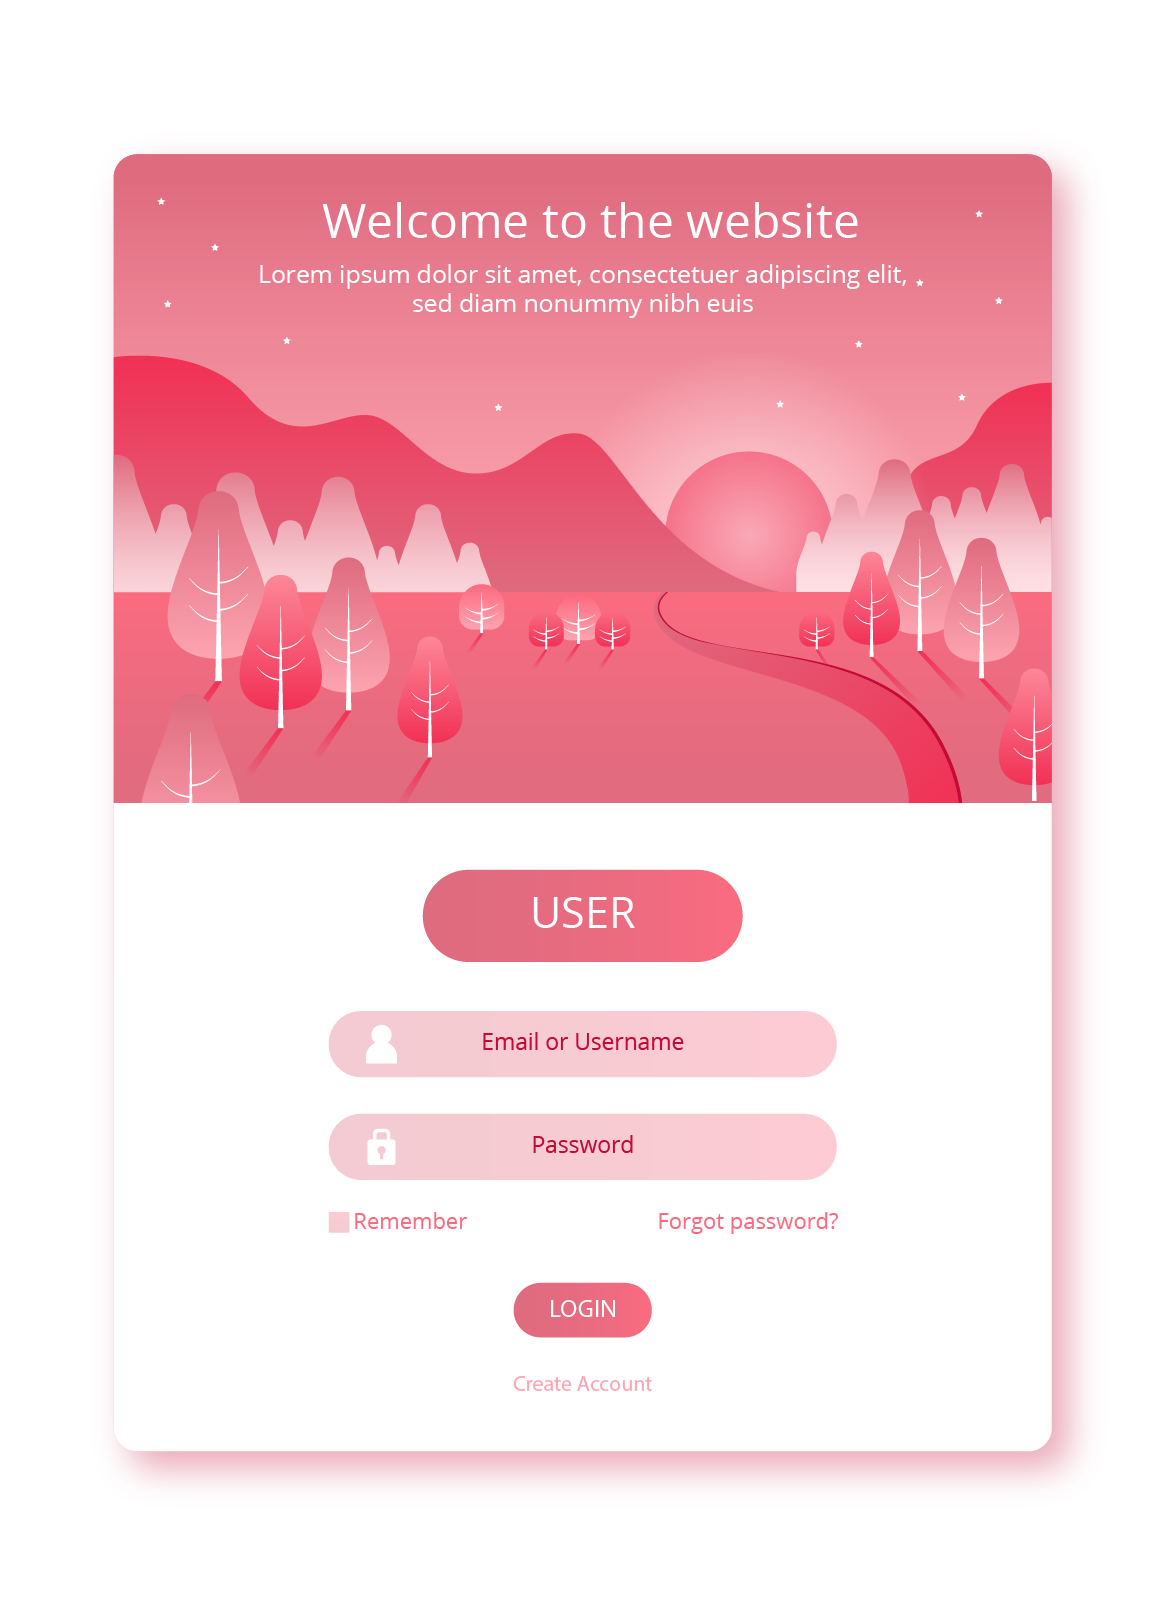 Welcome to the website
Lorem ipsum dolor sit amet, consectetuer adipiscing elit,
sed diam nonummy nibh euis
USER
Email or Username
Password
Remember
Forgot password?
LOGIN
Create Account